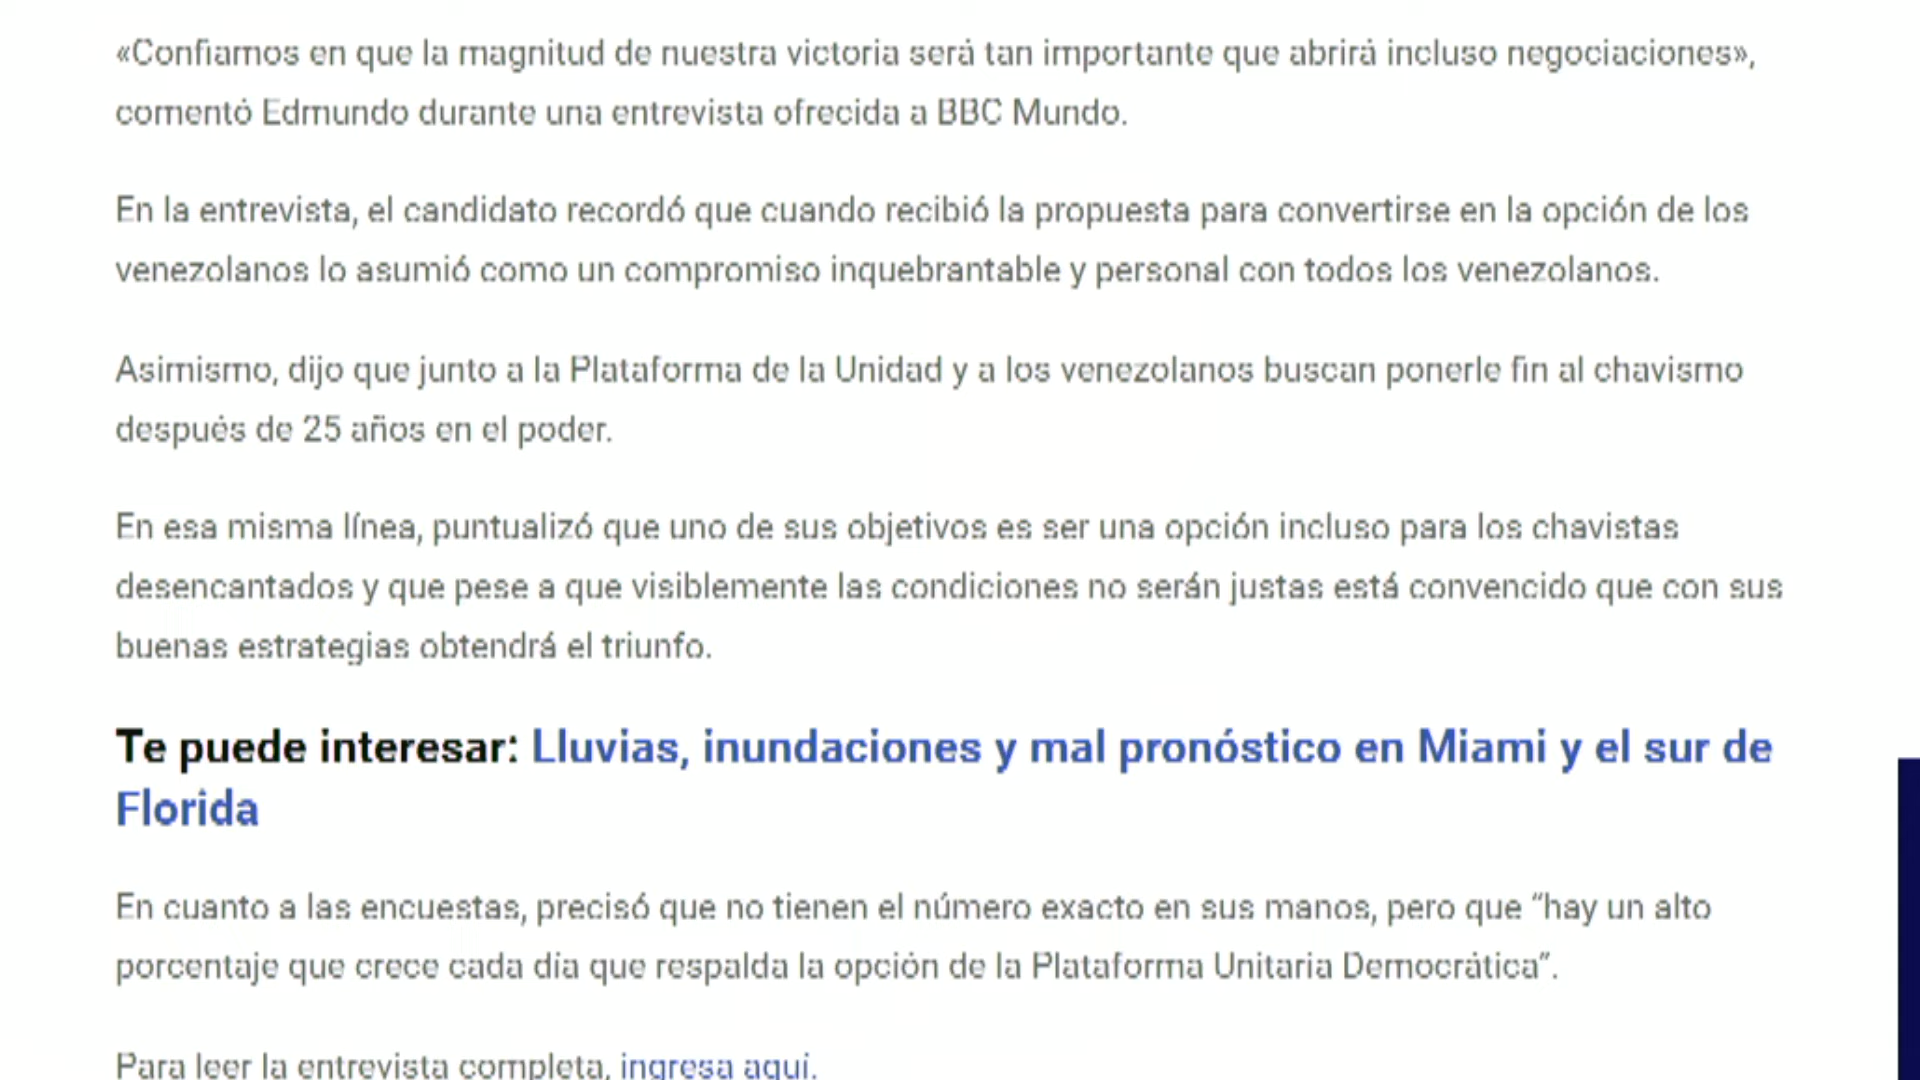 «Confiamos en que la magnitud de nuestra victoria será tan importante que abrirá incluso negociaciones»,
comentó Edmundo durante una entrevista ofrecida a BBC Mundo.
En la entrevista, el candidato recordó que cuando recibió la propuesta para convertirse en la opción de los
venezolanos lo asumió como un compromiso inquebrantable y personal con todos los venezolanos.
Asimismo, dijo que junto a la Plataforma de la Unidad y a los venezolanos buscan ponerle fin al chavismo
después de 25 años en el poder.
En esa misma línea, puntualizó que uno de sus objetivos es ser una opción incluso para los chavistas
desencantados y que pese a que visiblemente las condiciones no serán justas está convencido que con sus
buenas estrategias obtendrá el triunfo.
Te puede interesar: Lluvias, inundaciones y mal pronóstico en Miami y el sur de
Florida
En cuanto a las encuestas, precisó que no tienen el número exacto en sus manos, pero que “hay un alto
porcentaje que crece cada día que respalda la opción de la Plataforma Unitaria Democrática”.
Para leer la entrevista completa, ingresa aquí.